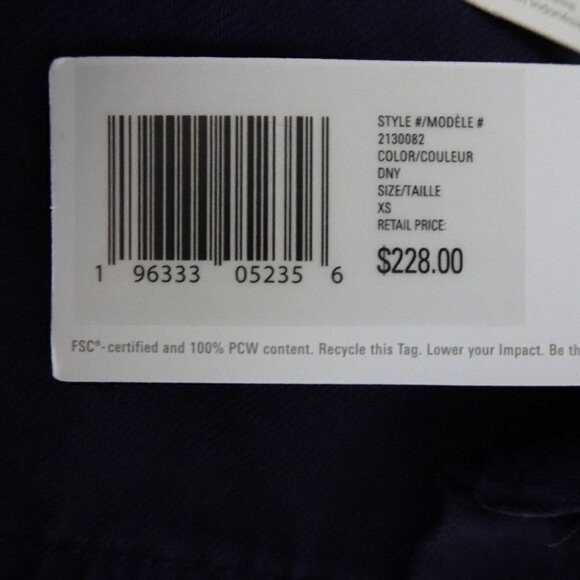 STYLE #/MODÈLE #
2130082
COLOR/COULEUR
DNY
SIZE/TAILLE
XS
RETAIL PRICE:
$228.00
1 96333 05235 6
FSC®-certified and 100% PCW content. Recycle this Tag. Lower your Impact. Be th